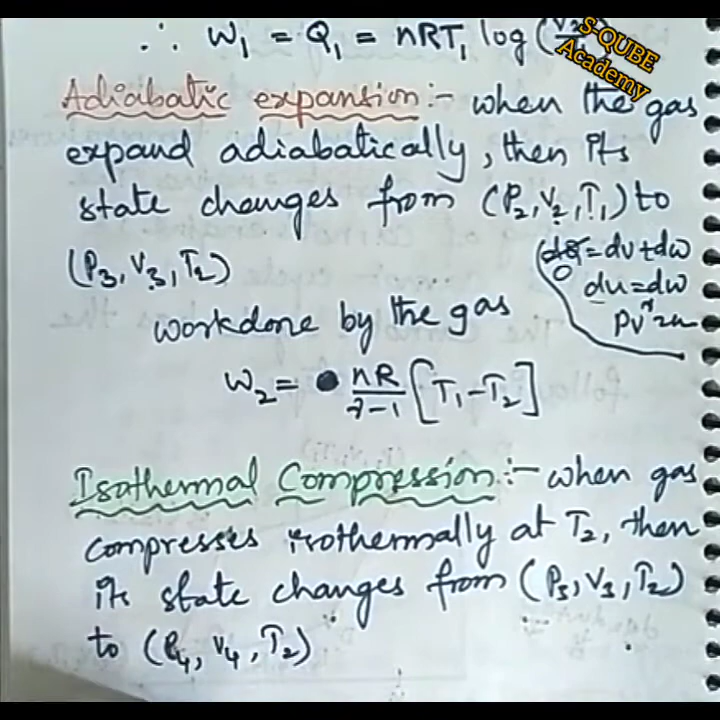 ∴ W₁ = Q₁ = nRT₁ log (V₂
S-QUBE
Academy
Adiabatic expansion :- when the gas
expand adiabatically, then its
state changes from (P₂, V₂, T₁) to
(P₃, V₃, T₂)
dQ = du + dw
0
du = dw
workdone by the gas
W₂ = nR/γ-1 [T₁ - T₂]
Isothermal Compression :- when gas
compresses isothermally at T₂, then
its state changes from (P₃, V₃, T₂)
to (P₄, V₄, T₂)